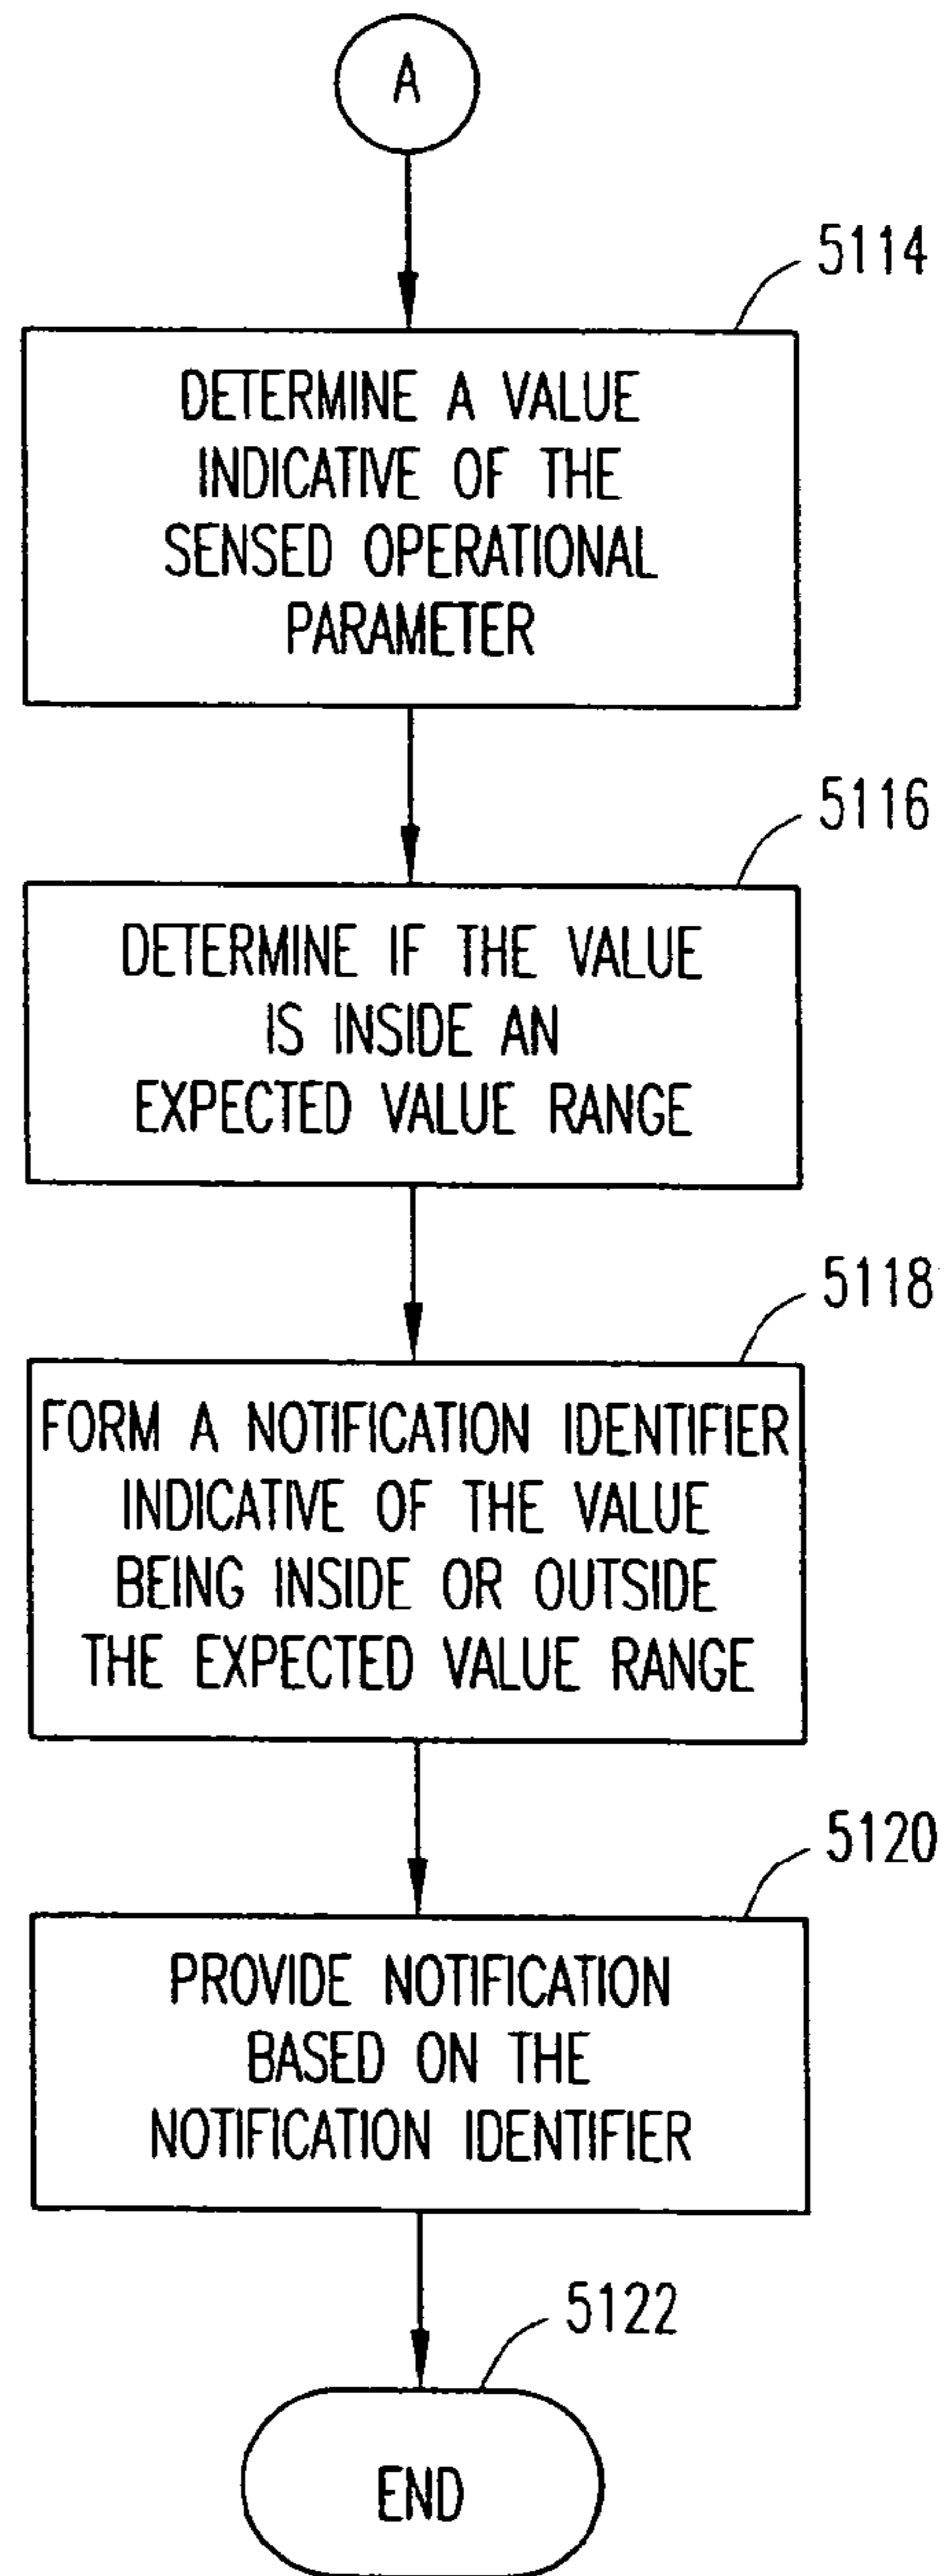 A
5114
DETERMINE A VALUE
INDICATIVE OF THE
SENSED OPERATIONAL
PARAMETER
5116
DETERMINE IF THE VALUE
IS INSIDE AN
EXPECTED VALUE RANGE
5118
FORM A NOTIFICATION IDENTIFIER
INDICATIVE OF THE VALUE
BEING INSIDE OR OUTSIDE
THE EXPECTED VALUE RANGE
5120
PROVIDE NOTIFICATION
BASED ON THE
NOTIFICATION IDENTIFIER
5122
END